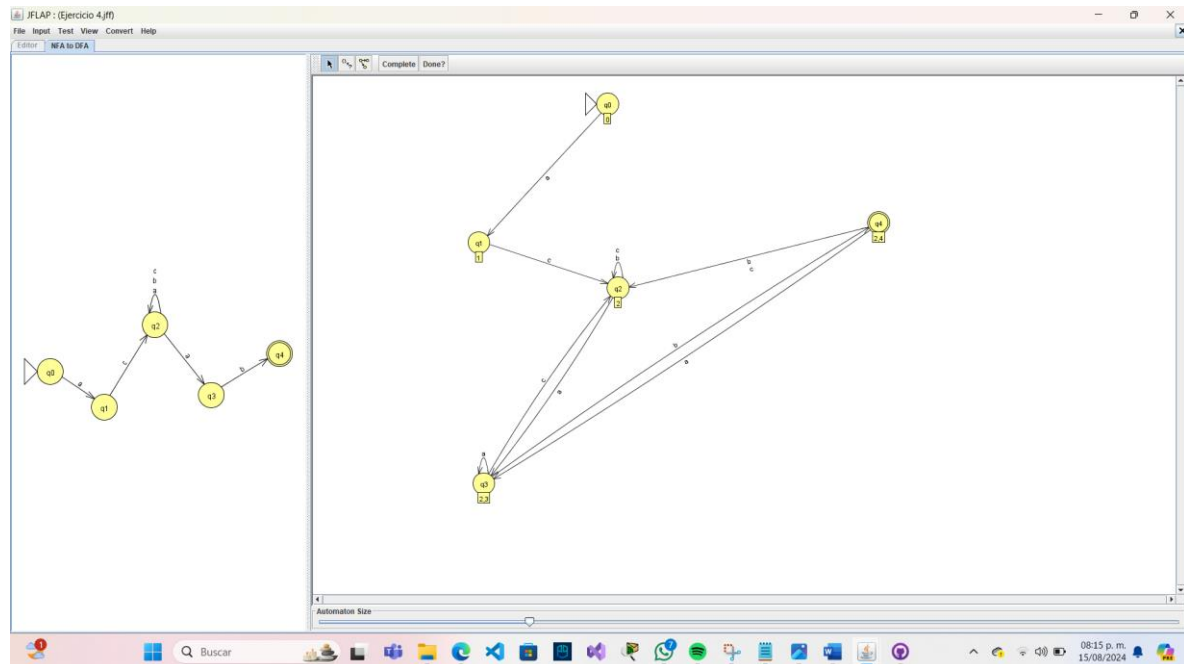 JFLAP : (Ejercicio 4.jff)
File Input Test View Convert Help
Editor NFA to DFA
Complete Done?
q0
0
a
q1
1
c
c
b
q2
2
b
c
q4
2,4
b
a
c
a
a
q3
2,3
c
b
a
q2
q0
a
q1
c
a
q3
b
q4
Automaton Size
Buscar
08:15 p. m.
15/08/2024